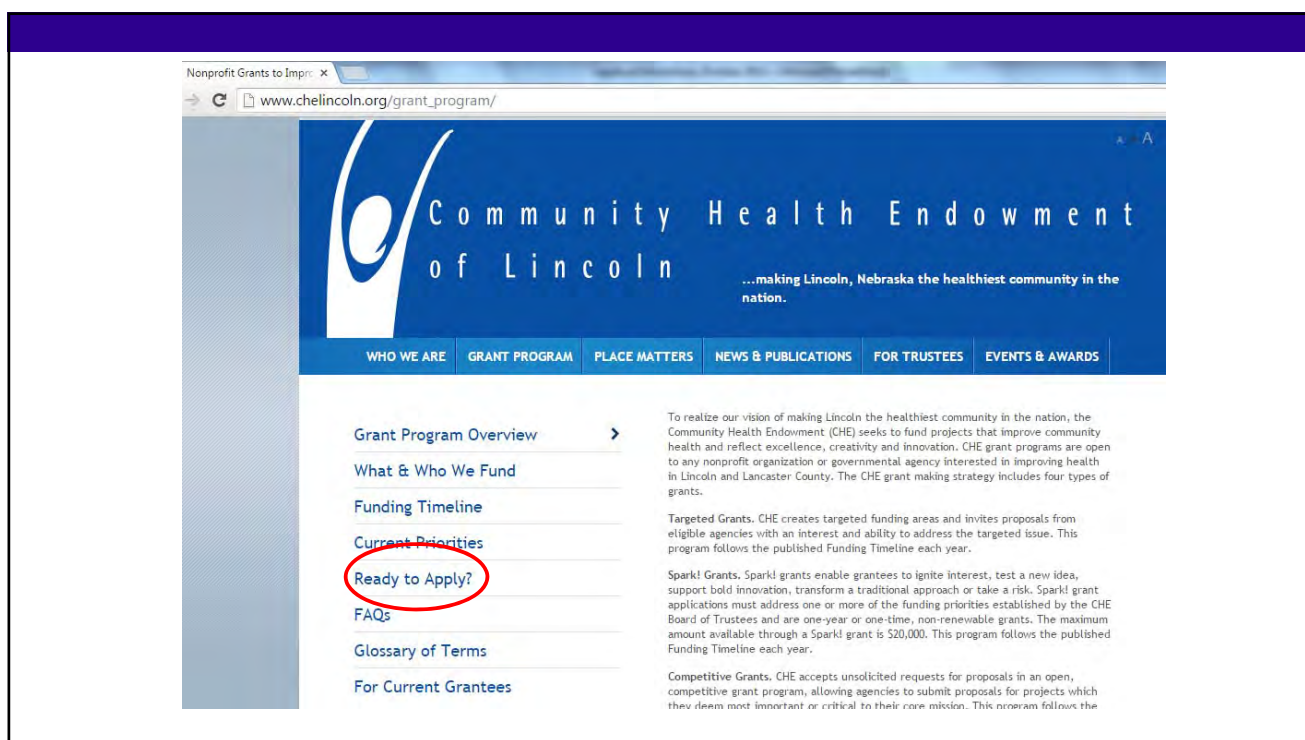 Nonprofit Grants to Impro ×
www.chelincoln.org/grant_program/
A A
Community Health Endowment
of Lincoln
...making Lincoln, Nebraska the healthiest community in the
nation.
WHO WE ARE GRANT PROGRAM PLACE MATTERS NEWS & PUBLICATIONS FOR TRUSTEES EVENTS & AWARDS
Grant Program Overview
What & Who We Fund
Funding Timeline
Current Priorities
Ready to Apply?
FAQs
Glossary of Terms
For Current Grantees
To realize our vision of making Lincoln the healthiest community in the nation, the
Community Health Endowment (CHE) seeks to fund projects that improve community
health and reflect excellence, creativity and innovation. CHE grant programs are open
to any nonprofit organization or governmental agency interested in improving health
in Lincoln and Lancaster County. The CHE grant making strategy includes four types of
grants.
Targeted Grants. CHE creates targeted funding areas and invites proposals from
eligible agencies with an interest and ability to address the targeted issue. This
program follows the published Funding Timeline each year.
Spark! Grants. Spark! grants enable grantees to ignite interest, test a new idea,
support bold innovation, transform a traditional approach or take a risk. Spark! grant
applications must address one or more of the funding priorities established by the CHE
Board of Trustees and are one-year or one-time, non-renewable grants. The maximum
amount available through a Spark! grant is $20,000. This program follows the published
Funding Timeline each year.
Competitive Grants. CHE accepts unsolicited requests for proposals in an open,
competitive grant program, allowing agencies to submit proposals for projects which
they deem most important or critical to their core mission. This program follows the